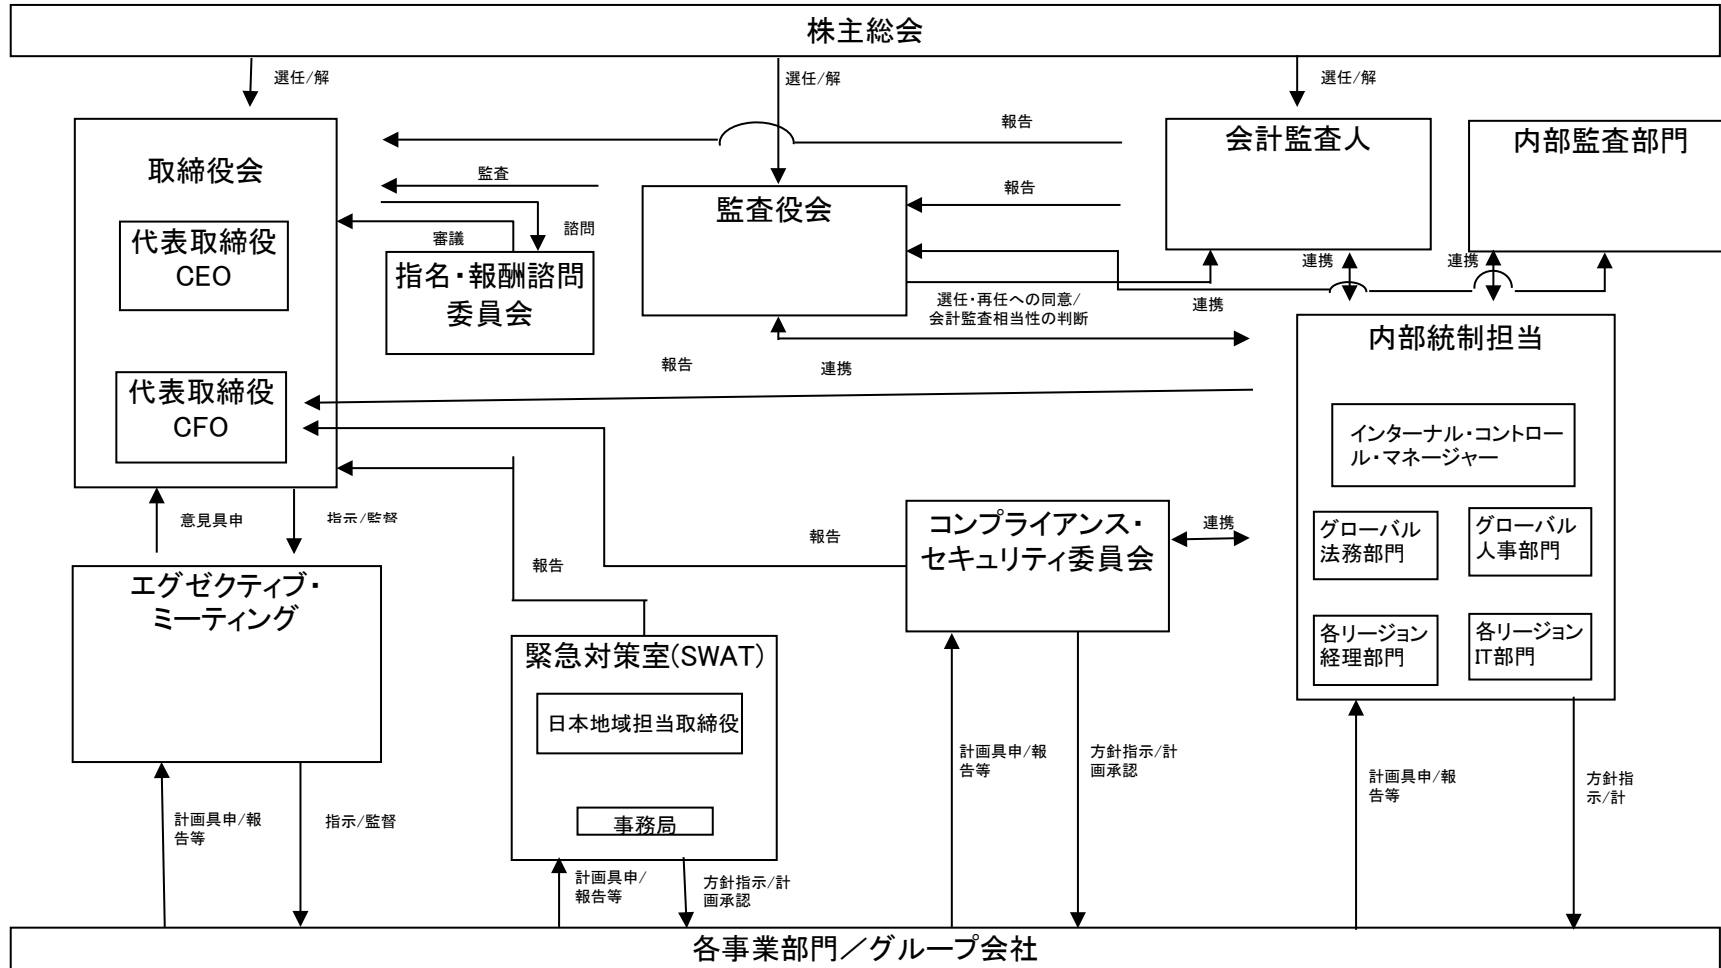 株主総会
選任/解
選任/解
選任/解
報告
会計監査人
内部監査部門
取締役会
監査
報告
監査役会
諮問
審議
代表取締役
CEO
指名・報酬諮問
委員会
連携
連携
選任・再任への同意/
会計監査相当性の判断
連携
内部統制担当
報告
連携
代表取締役
CFO
インターナル・コントロー
ル・マネージャー
意見具申
指示/監督
報告
コンプライアンス・
セキュリティ委員会
連携
グローバル
法務部門
グローバル
人事部門
報告
エグゼクティブ・
ミーティング
緊急対策室(SWAT)
各リージョン
経理部門
各リージョン
IT部門
日本地域担当取締役
計画具申/報
告等
方針指示/計
画承認
計画具申/報
告等
方針指
示/計
計画具申/報
告等
指示/監督
事務局
計画具申/
報告等
方針指示/計
画承認
各事業部門／グループ会社